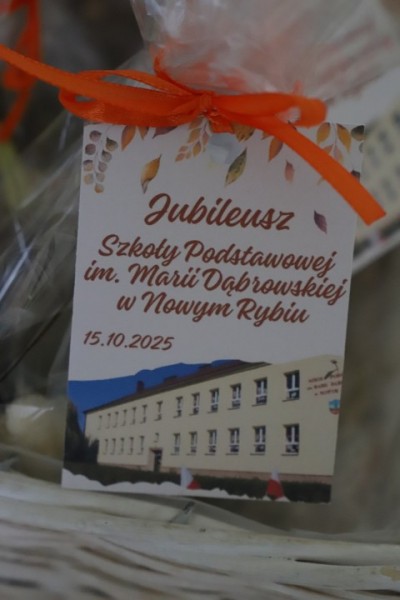 Jubileusz
Szkoły Podstawowej
im. Marii Dąbrowskiej
w Nowym Rybiu
15.10.2025